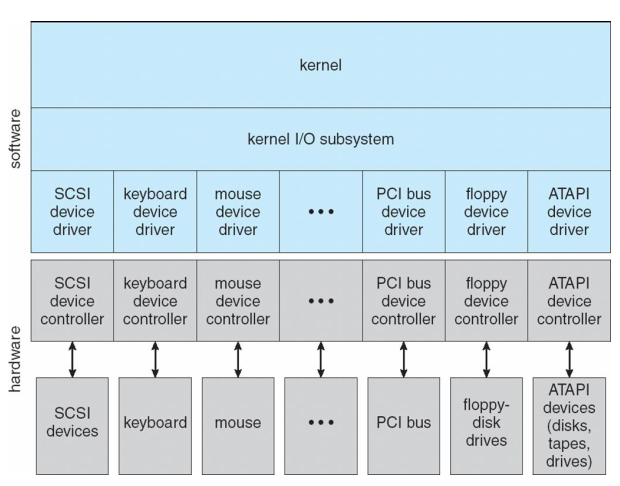 software
kernel
kernel I/O subsystem
SCSI
device
driver
keyboard
device
driver
mouse
device
driver
•••
PCI bus
device
driver
floppy
device
driver
ATAPI
device
driver
hardware
SCSI
device
controller
keyboard
device
controller
mouse
device
controller
•••
PCI bus
device
controller
floppy
device
controller
ATAPI
device
controller
SCSI
devices
keyboard
mouse
•••
PCI bus
floppy-
disk
drives
ATAPI
devices
(disks,
tapes,
drives)